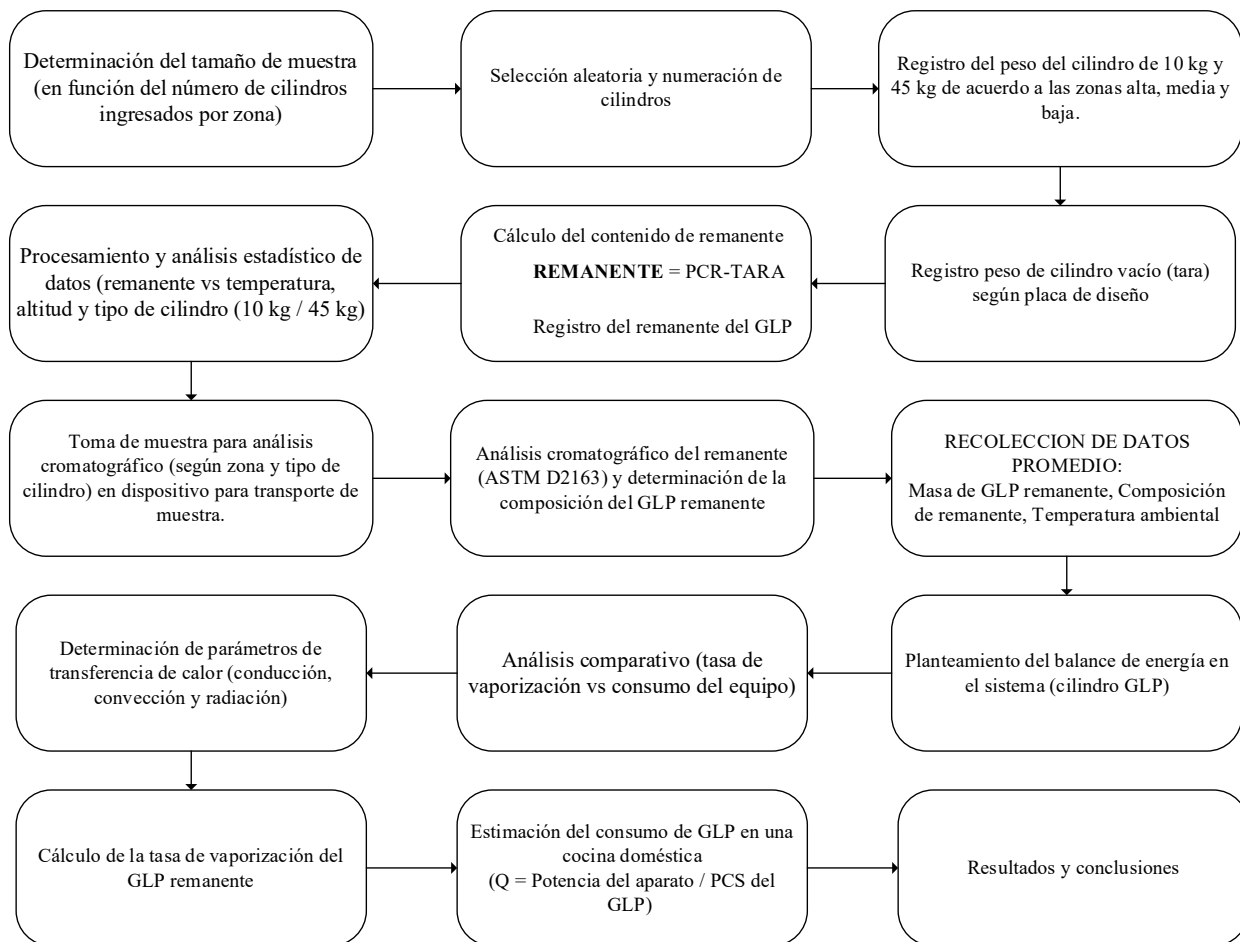 Determinación del tamaño de muestra
(en función del número de cilindros
ingresados por zona)
Selección aleatoria y numeración de
cilindros
Registro del peso del cilindro de 10 kg y
45 kg de acuerdo a las zonas alta, media y
baja.
Registro peso de cilindro vacío (tara)
según placa de diseño
Cálculo del contenido de remanente
REMANENTE = PCR-TARA
Registro del remanente del GLP
Procesamiento y análisis estadístico de
datos (remanente vs temperatura,
altitud y tipo de cilindro (10 kg / 45 kg)
Toma de muestra para análisis
cromatográfico (según zona y tipo de
cilindro) en dispositivo para transporte de
muestra.
Análisis cromatográfico del remanente
(ASTM D2163) y determinación de la
composición del GLP remanente
RECOLECCION DE DATOS
PROMEDIO:
Masa de GLP remanente, Composición
de remanente, Temperatura ambiental
Planteamiento del balance de energía en
el sistema (cilindro GLP)
Análisis comparativo (tasa de
vaporización vs consumo del equipo)
Determinación de parámetros de
transferencia de calor (conducción,
convección y radiación)
Cálculo de la tasa de vaporización del
GLP remanente
Estimación del consumo de GLP en una
cocina doméstica
(Q = Potencia del aparato / PCS del
GLP)
Resultados y conclusiones